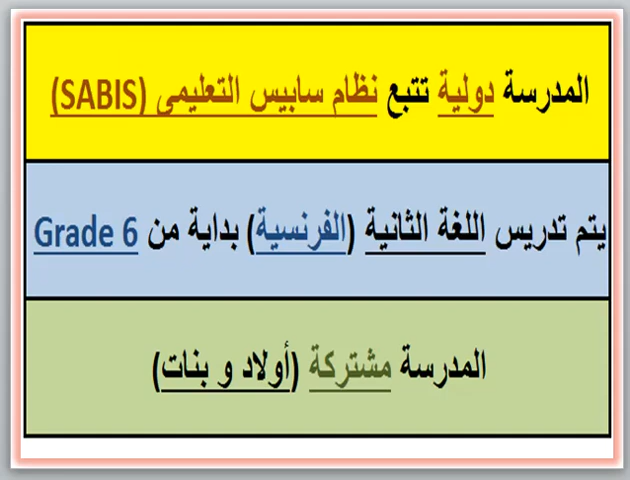 المدرسة دولية تتبع نظام سابيس التعليمى (SABIS)
يتم تدريس اللغة الثانية (الفرنسية) بداية من Grade 6
المدرسة مشتركة (أولاد و بنات)